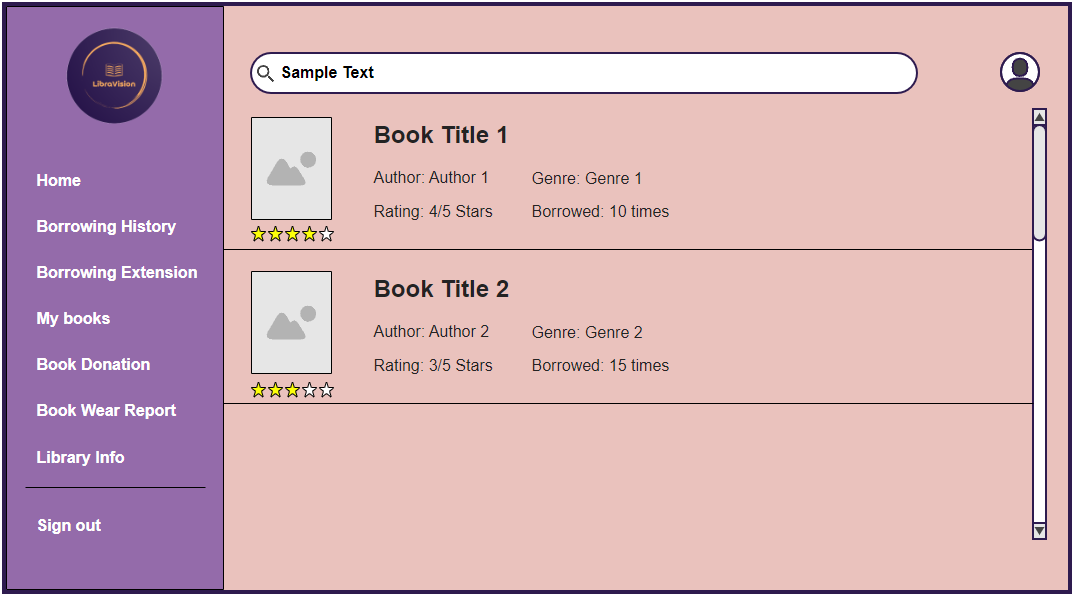 LibraVision
Home
Borrowing History
Borrowing Extension
My books
Book Donation
Book Wear Report
Library Info
Sign out
Sample Text
Book Title 1
Author: Author 1 Genre: Genre 1
Rating: 4/5 Stars Borrowed: 10 times
Book Title 2
Author: Author 2 Genre: Genre 2
Rating: 3/5 Stars Borrowed: 15 times